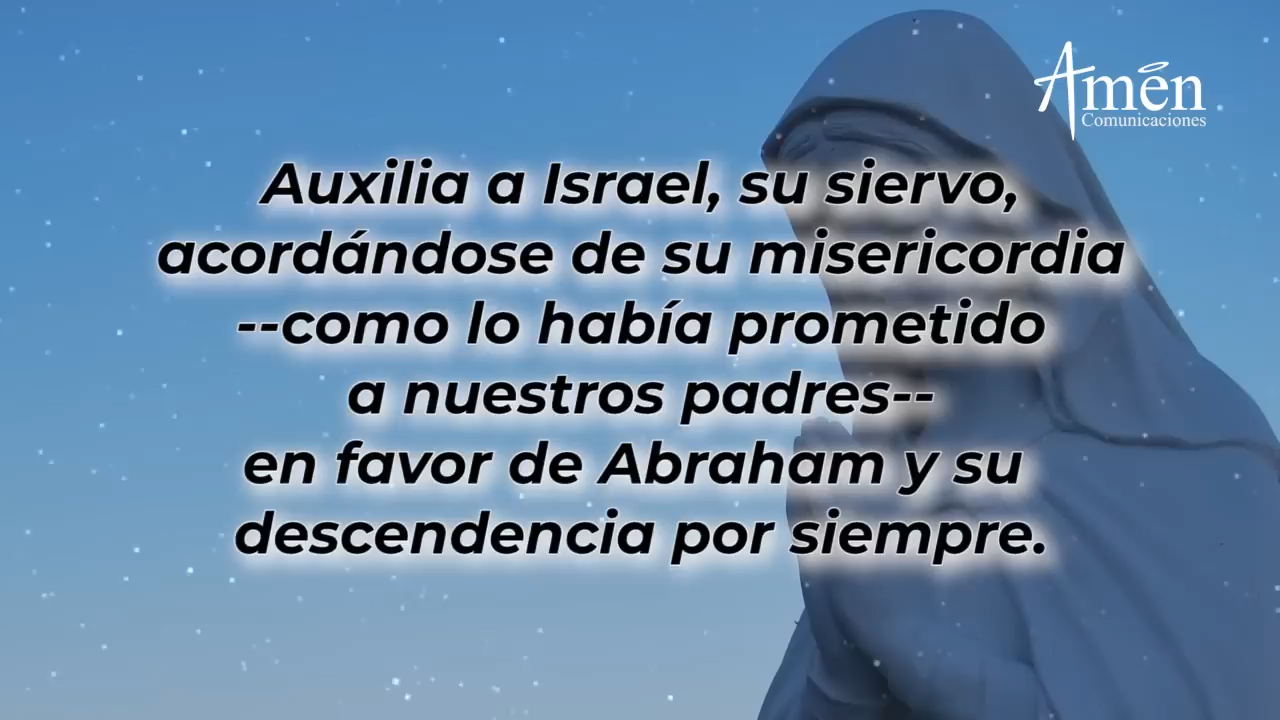 Amén
Comunicaciones
Auxilia a Israel, su siervo,
acordándose de su misericordia
--como lo había prometido
a nuestros padres--
en favor de Abraham y su
descendencia por siempre.